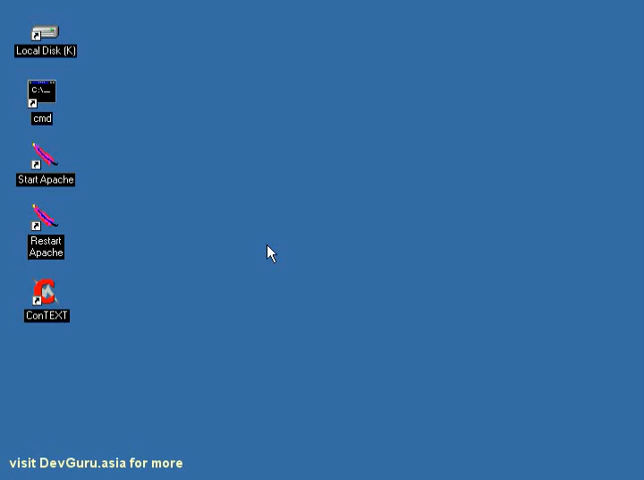 Local Disk (K)
C:\_
cmd
Start Apache
Restart
Apache
ConTEXT
visit DevGuru.asia for more